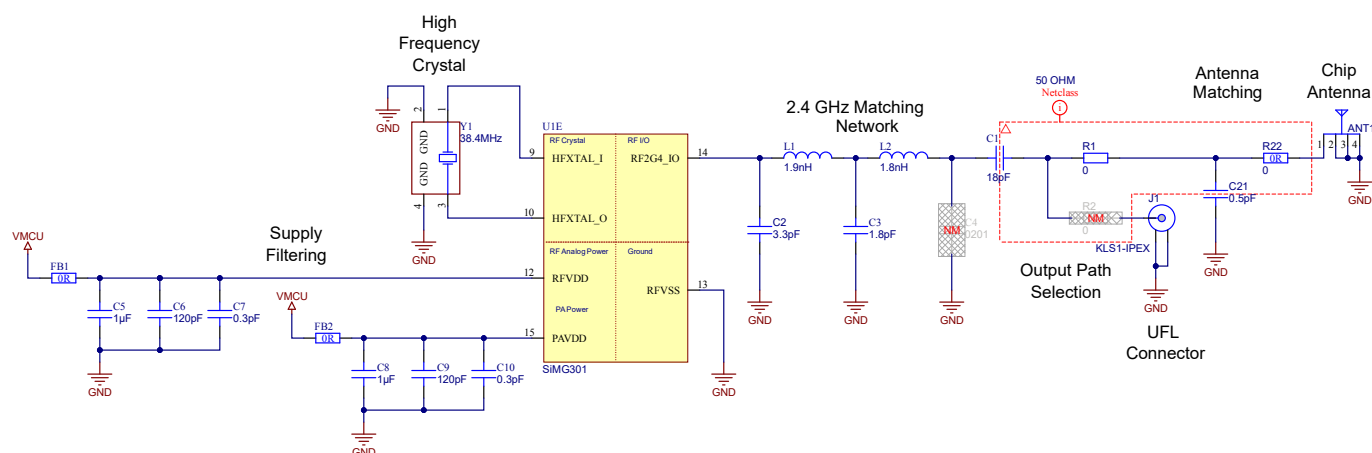 High
Frequency
Crystal
GND
2
1
GND GND
Y1
38.4MHz
4
3
GND
9
10
U1E
RF Crystal
RF I/O
HFXTAL_I
RF2G4_IO
HFXTAL_O
RF Analog Power
Ground
RFVDD
RFVSS
PA Power
PAVDD
SiMG301
12
15
14
13
GND
Supply
Filtering
VMCU
FB1
0R
C5
1µF
C6
120pF
C7
0.3pF
GND
VMCU
FB2
0R
C8
1µF
C9
120pF
C10
0.3pF
GND
2.4 GHz Matching
Network
L1
1.9nH
L2
1.8nH
C2
3.3pF
GND
C3
1.8pF
GND
C4
NM
0201
GND
C1
18pF
50 OHM
Netclass
i
R1
0
R2
NM
0
J1
KLS1-IPEX
GND
Output Path
Selection
UFL
Connector
Antenna
Matching
R22
0R
0
C21
0.5pF
GND
Chip
Antenna
ANT1
1 2 3 4
GND